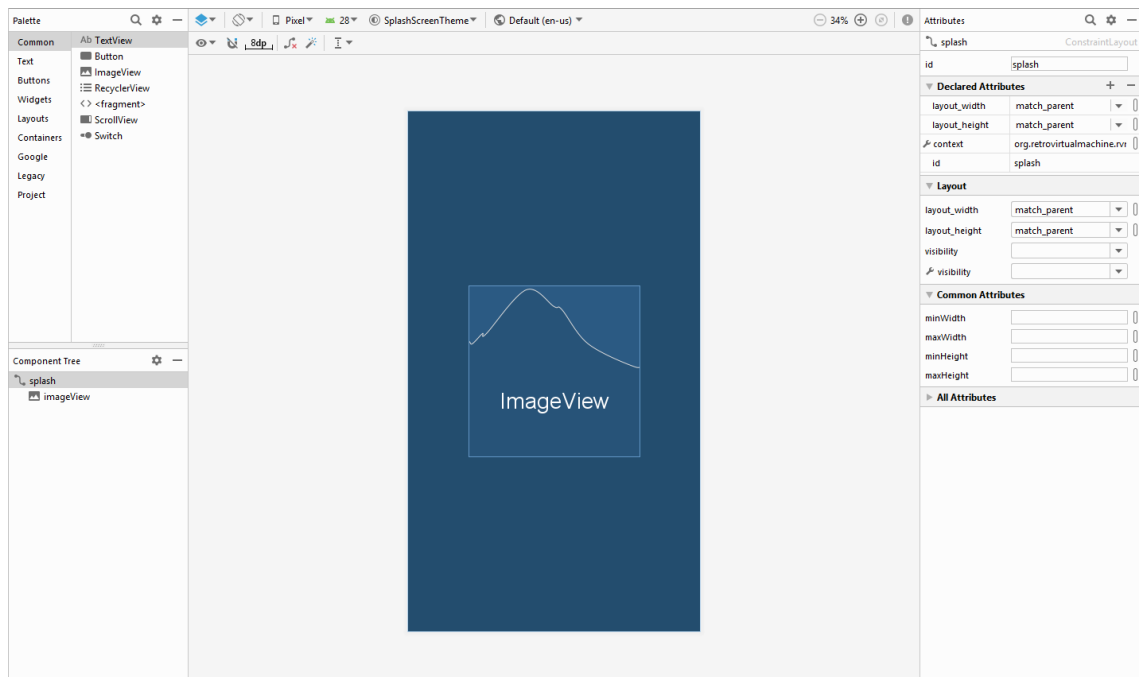 Palette
Common
Text
Buttons
Widgets
Layouts
Containers
Google
Legacy
Project
Ab TextView
Button
ImageView
RecyclerView
<> <fragment>
ScrollView
Switch
Component Tree
splash
imageView
Pixel 28 SplashScreenTheme Default (en-us) 34%
8dp
ImageView
Attributes
splash ConstraintLayout
id splash
Declared Attributes
layout_width match_parent
layout_height match_parent
context org.retrovirtualmachine.rvr
id splash
Layout
layout_width match_parent
layout_height match_parent
visibility
visibility
Common Attributes
minWidth
maxWidth
minHeight
maxHeight
All Attributes